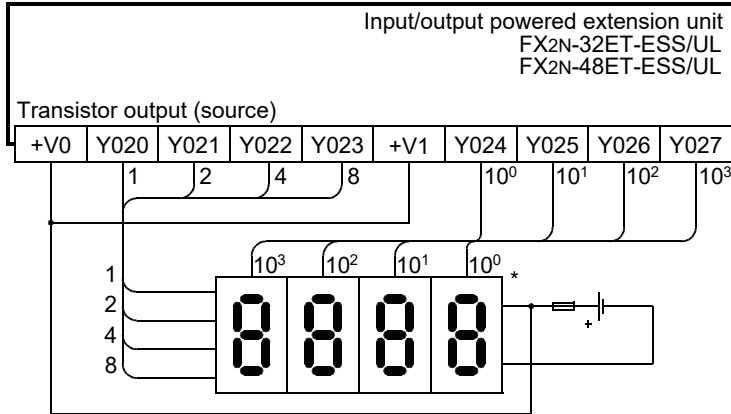 Input/output powered extension unit
FX2N-32ET-ESS/UL
FX2N-48ET-ESS/UL
Transistor output (source)
+V0 Y020 Y021 Y022 Y023 +V1 Y024 Y025 Y026 Y027
1 2 4 8 10⁰ 10¹ 10² 10³
10³ 10² 10¹ 10⁰ *
1
2
4
8
+